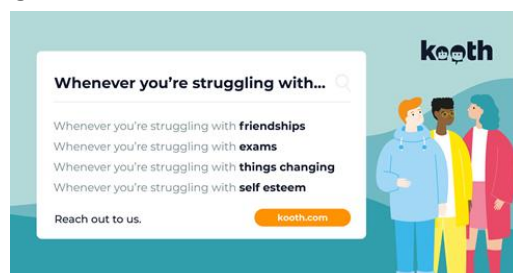 kooth
Whenever you're struggling with...
Whenever you're struggling with friendships
Whenever you're struggling with exams
Whenever you're struggling with things changing
Whenever you're struggling with self esteem
Reach out to us.
kooth.com